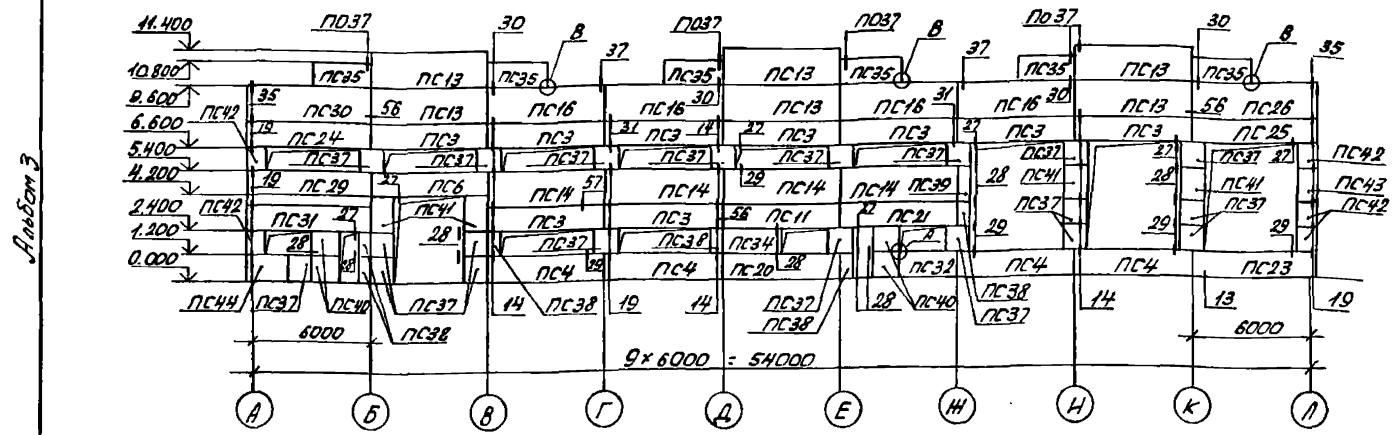 Альбом 3
11.400 ПО37 30 В ПО37 ПО37 В ПО37 30 В
37 37 35
10.800 ПС35 ПС13 ПС35 ПС35 ПС13 ПС35 ПС35 ПС13 ПС35
9.600 35 30 30
ПС42 ПС30 56 ПС13 ПС16 ПС16 ПС13 ПС16 31 ПС16 ПС13 56 ПС26
6.600 19 ПС24 ПС3 ПС3 31 ПС3 14 27 ПС3 ПС3 27 ПС3 ПС3 ПС25
5.400 ПС37 ПС37 ПС37 ПС37 ПС37 ПС37 ПС37 27 ПС37 27 ПС42
4.200 19 ПС29 27 ПС6 57 29 ПС39 28 ПС41 28 ПС41 ПС43
ПС14 ПС14 ПС14 ПС14
2.400 ПС42 ПС31 27 ПС41 ПС3 ПС3 56 ПС11 27 ПС21 ПС37 ПС37 ПС42
1.200 28 28 28 ПС37 ПС38 ПС34 А 29 29 29
0.000 ПС4 39 ПС4 ПС20 28 ПС32 ПС4 ПС4 ПС23
ПС44 ПС37 ПС40 ПС37 14 ПС38 19 14 ПС37 28 ПС40 ПС38 14 13 19
ПС38 ПС38 ПС37
6000 6000
9×6000 = 54000
А Б В Г Д Е Ж И К Л